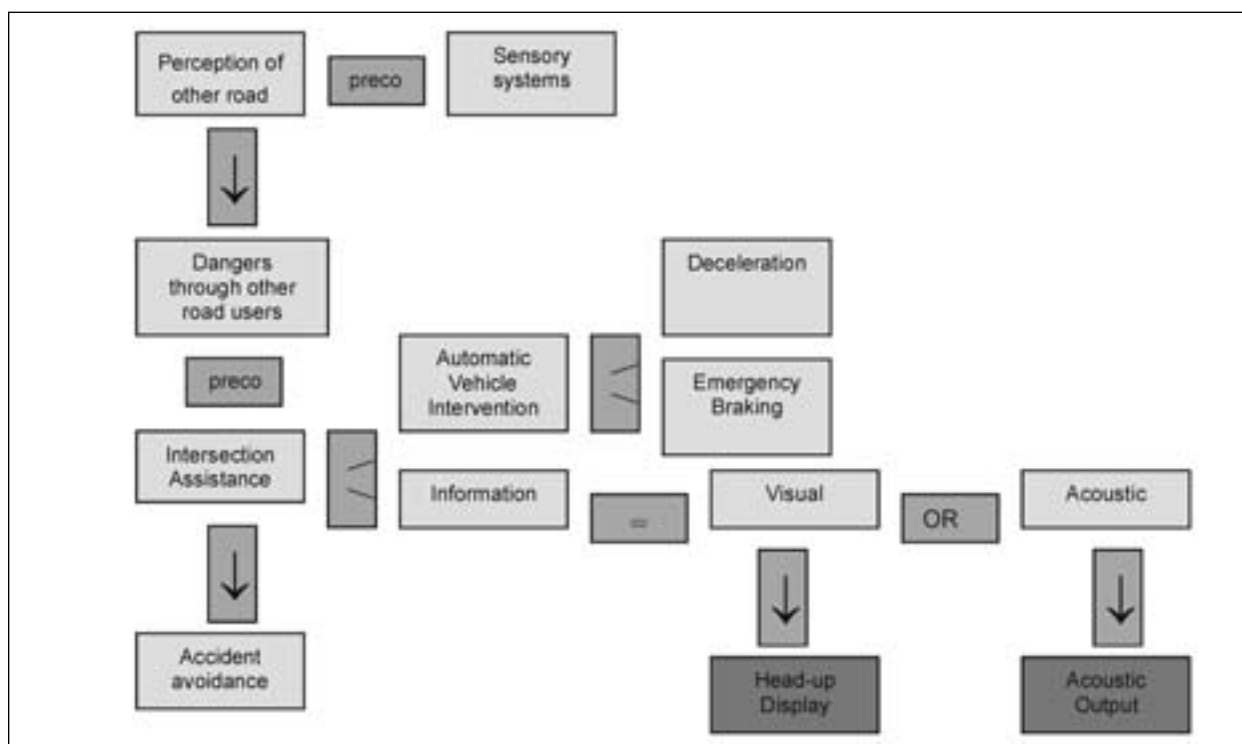 Perception of
other road
preco
Sensory
systems
↓
Dangers
through other
road users
Deceleration
preco
Automatic
Vehicle
Intervention
Emergency
Braking
Intersection
Assistance
Information
=
Visual
OR
Acoustic
↓
↓
↓
Accident
avoidance
Head-up
Display
Acoustic
Output